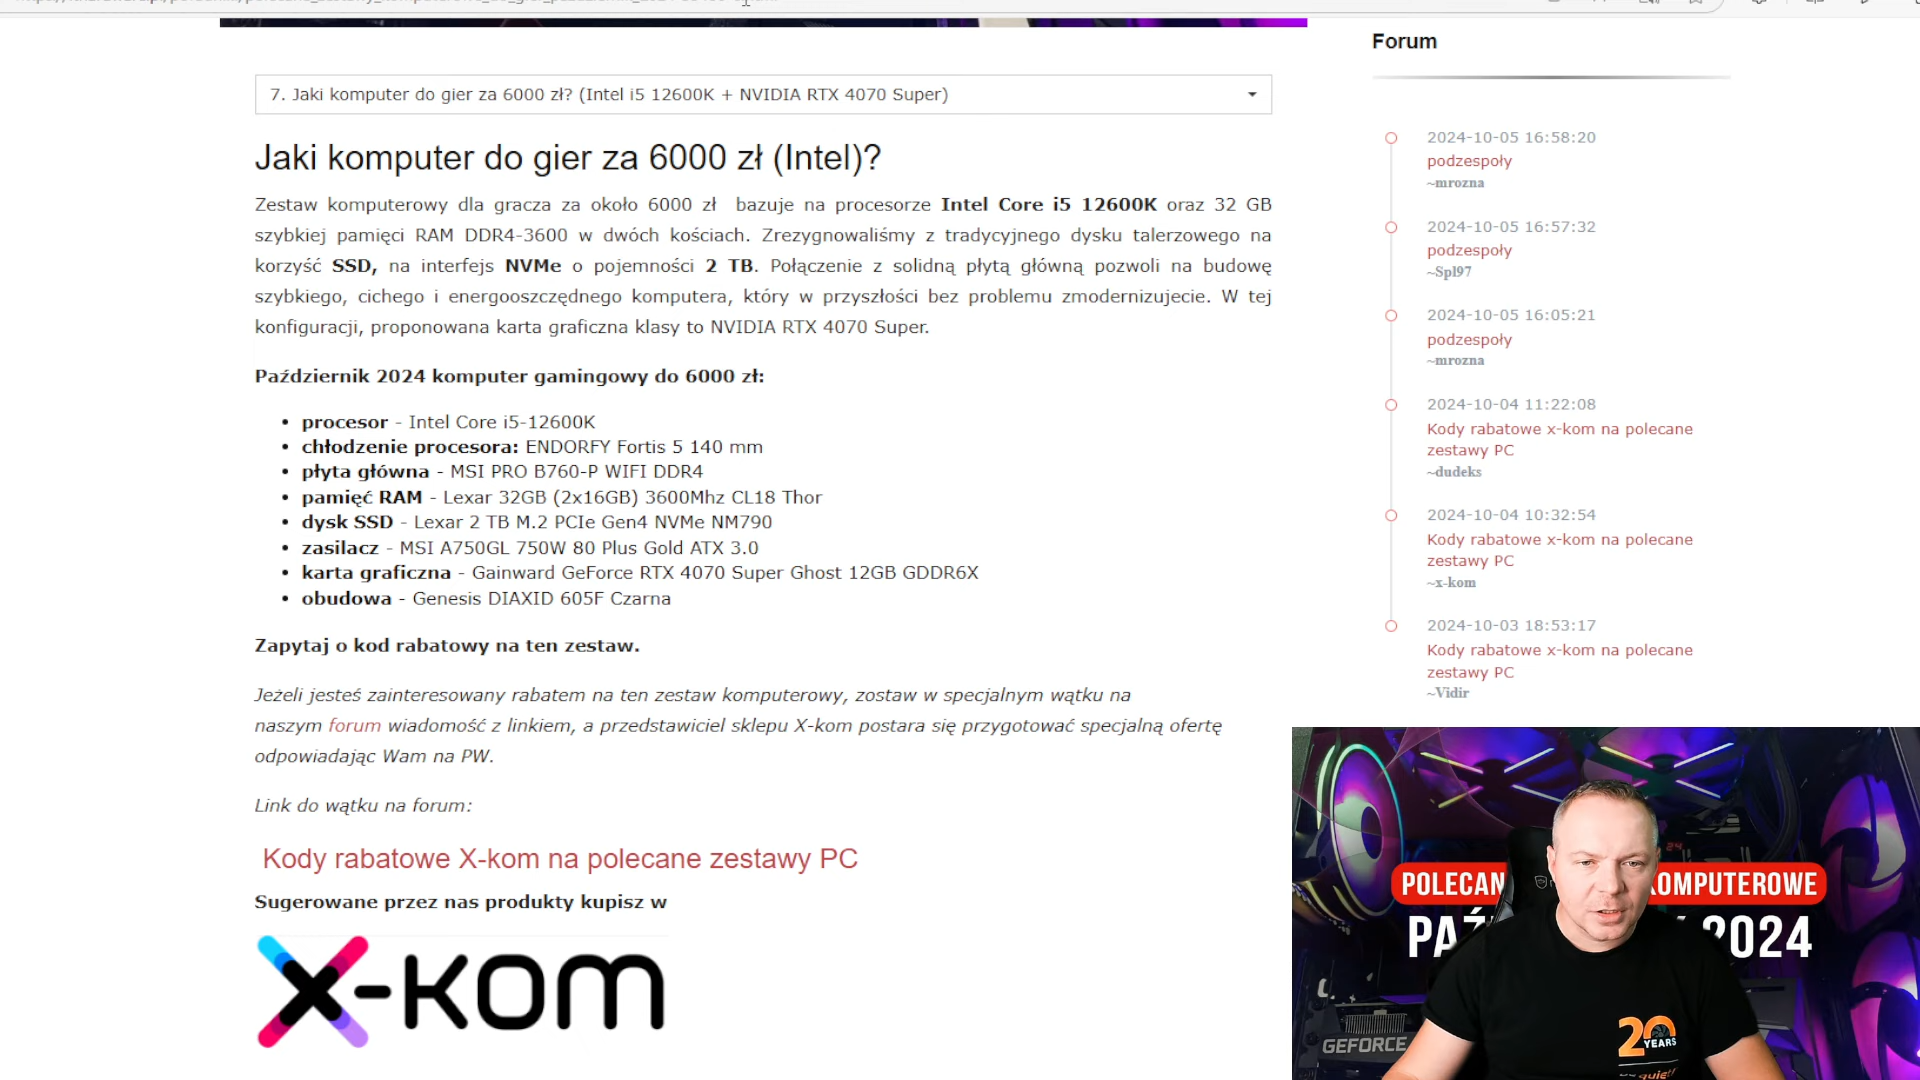 7. Jaki komputer do gier za 6000 zł? (Intel i5 12600K + NVIDIA RTX 4070 Super)
Jaki komputer do gier za 6000 zł (Intel)?
Zestaw komputerowy dla gracza za około 6000 zł bazuje na procesorze Intel Core i5 12600K oraz 32 GB
szybkiej pamięci RAM DDR4-3600 w dwóch kościach. Zrezygnowaliśmy z tradycyjnego dysku talerzowego na
korzyść SSD, na interfejs NVMe o pojemności 2 TB. Połączenie z solidną płytą główną pozwoli na budowę
szybkiego, cichego i energooszczędnego komputera, który w przyszłości bez problemu zmodernizujecie. W tej
konfiguracji, proponowana karta graficzna klasy to NVIDIA RTX 4070 Super.
Październik 2024 komputer gamingowy do 6000 zł:
• procesor - Intel Core i5-12600K
• chłodzenie procesora: ENDORFY Fortis 5 140 mm
• płyta główna - MSI PRO B760-P WIFI DDR4
• pamięć RAM - Lexar 32GB (2x16GB) 3600Mhz CL18 Thor
• dysk SSD - Lexar 2 TB M.2 PCIe Gen4 NVMe NM790
• zasilacz - MSI A750GL 750W 80 Plus Gold ATX 3.0
• karta graficzna - Gainward GeForce RTX 4070 Super Ghost 12GB GDDR6X
• obudowa - Genesis DIAXID 605F Czarna
Zapytaj o kod rabatowy na ten zestaw.
Jeżeli jesteś zainteresowany rabatem na ten zestaw komputerowy, zostaw w specjalnym wątku na
naszym forum wiadomość z linkiem, a przedstawiciel sklepu X-kom postara się przygotować specjalną ofertę
odpowiadając Wam na PW.
Link do wątku na forum:
Kody rabatowe X-kom na polecane zestawy PC
Sugerowane przez nas produkty kupisz w
x-kom
Forum
2024-10-05 16:58:20
podzespoły
~mrozna
2024-10-05 16:57:32
podzespoły
~Spl97
2024-10-05 16:05:21
podzespoły
~mrozna
2024-10-04 11:22:08
Kody rabatowe x-kom na polecane
zestawy PC
~dudeks
2024-10-04 10:32:54
Kody rabatowe x-kom na polecane
zestawy PC
~x-kom
2024-10-03 18:53:17
Kody rabatowe x-kom na polecane
zestawy PC
~Vidir
POLECAN KOMPUTEROWE
PAŹ 2024
GEFORCE
20
YEARS